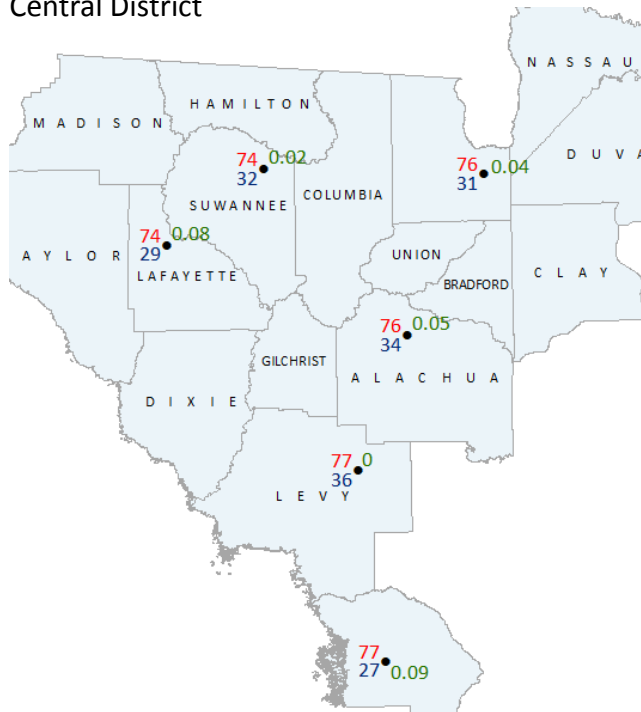 Central District
N A S S A U
H A M I L T O N
M A D I S O N
74 0.02
32
76 0.04
31
D U V A
S U W A N N E E
COLUMBIA
74 0.08
29
A Y L O R
L A F A Y E T T E
UNION
BRADFORD
C L A Y
76 0.05
34
GILCHRIST
A L A C H U A
D I X I E
77 0
36
L E V Y
77
27 0.09